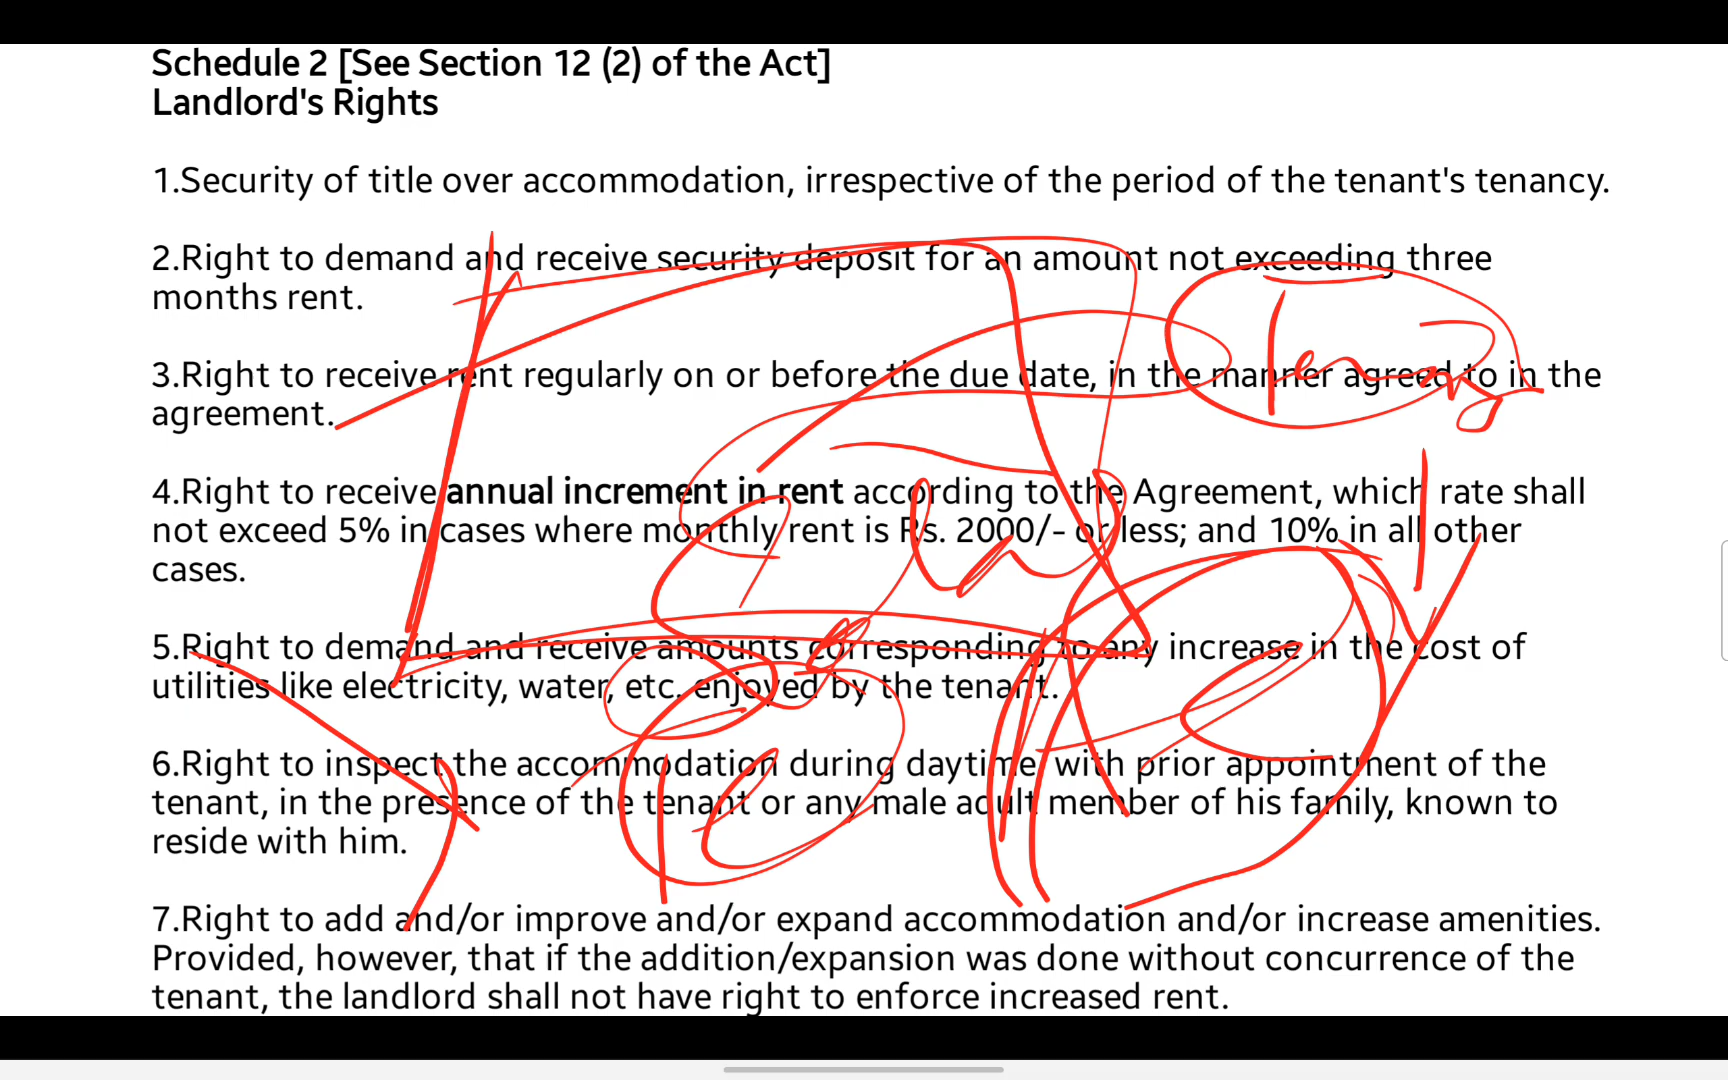 Schedule 2 [See Section 12 (2) of the Act]
Landlord's Rights
1.Security of title over accommodation, irrespective of the period of the tenant's tenancy.
2.Right to demand and receive security deposit for an amount not exceeding three
months rent.
3.Right to receive rent regularly on or before the due date, in the manner agreed to in the
agreement.
4.Right to receive annual increment in rent according to the Agreement, which rate shall
not exceed 5% in cases where monthly rent is Rs. 2000/- or less; and 10% in all other
cases.
5.Right to demand and receive amounts corresponding to any increase in the cost of
utilities like electricity, water, etc. enjoyed by the tenant.
6.Right to inspect the accommodation during daytime, with prior appointment of the
tenant, in the presence of the tenant or any male adult member of his family, known to
reside with him.
7.Right to add and/or improve and/or expand accommodation and/or increase amenities.
Provided, however, that if the addition/expansion was done without concurrence of the
tenant, the landlord shall not have right to enforce increased rent.